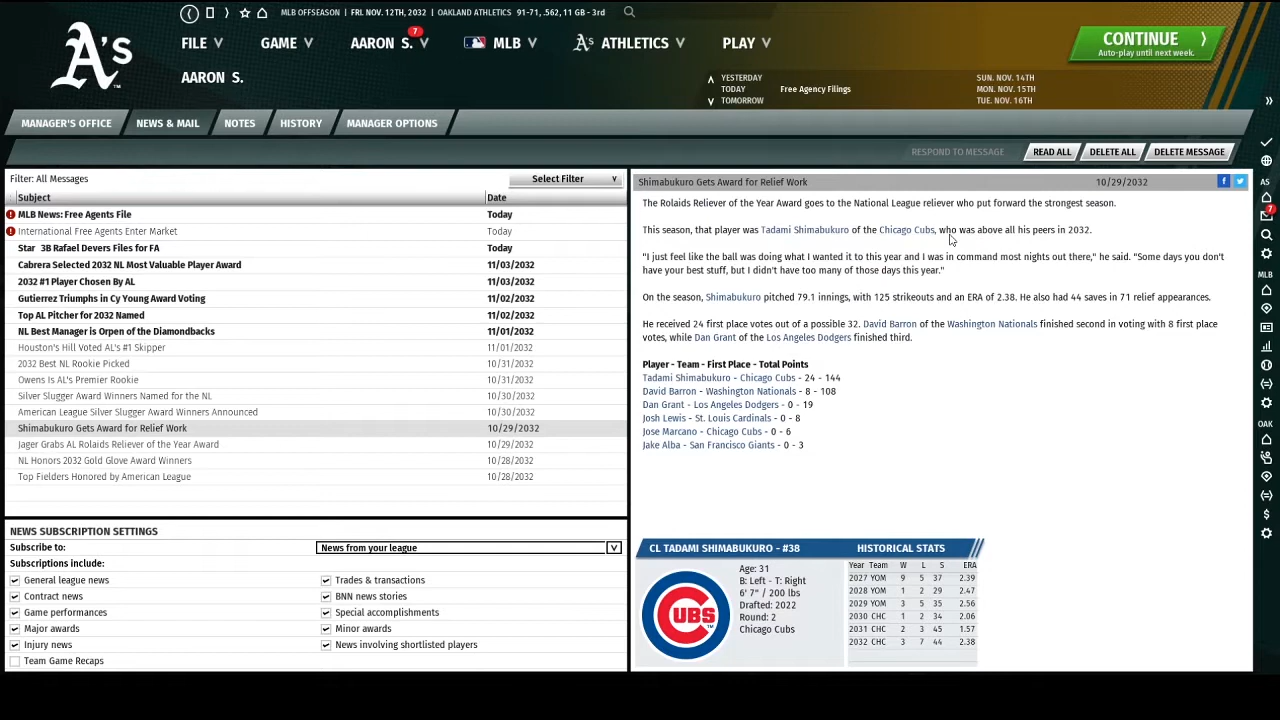 MLB OFFSEASON | FRI. NOV. 12TH, 2032 | OAKLAND ATHLETICS 91-71, .562, 11 GB - 3rd
A's
FILE GAME AARON S. 7 MLB ATHLETICS PLAY
CONTINUE
Auto-play until next week.
AARON S.
YESTERDAY SUN. NOV. 14TH
TODAY Free Agency Filings MON. NOV. 15TH
TOMORROW TUE. NOV. 16TH
MANAGER'S OFFICE NEWS & MAIL NOTES HISTORY MANAGER OPTIONS
RESPOND TO MESSAGE READ ALL DELETE ALL DELETE MESSAGE
Filter: All Messages Select Filter
Subject Date
MLB News: Free Agents File Today
International Free Agents Enter Market Today
Star 3B Rafael Devers Files for FA Today
Cabrera Selected 2032 NL Most Valuable Player Award 11/03/2032
2032 #1 Player Chosen By AL 11/03/2032
Gutierrez Triumphs in Cy Young Award Voting 11/02/2032
Top AL Pitcher for 2032 Named 11/02/2032
NL Best Manager is Orpen of the Diamondbacks 11/01/2032
Houston's Hill Voted AL's #1 Skipper 11/01/2032
2032 Best NL Rookie Picked 10/31/2032
Owens Is AL's Premier Rookie 10/31/2032
Silver Slugger Award Winners Named for the NL 10/30/2032
American League Silver Slugger Award Winners Announced 10/30/2032
Shimabukuro Gets Award for Relief Work 10/29/2032
Jager Grabs AL Rolaids Reliever of the Year Award 10/29/2032
NL Honors 2032 Gold Glove Award Winners 10/28/2032
Top Fielders Honored by American League 10/28/2032
NEWS SUBSCRIPTION SETTINGS
Subscribe to: News from your league
Subscriptions include:
General league news Trades & transactions
Contract news BNN news stories
Game performances Special accomplishments
Major awards Minor awards
Injury news News involving shortlisted players
Team Game Recaps
Shimabukuro Gets Award for Relief Work 10/29/2032
The Rolaids Reliever of the Year Award goes to the National League reliever who put forward the strongest season.
This season, that player was Tadami Shimabukuro of the Chicago Cubs, who was above all his peers in 2032.
"I just feel like the ball was doing what I wanted it to this year and I was in command most nights out there," he said. "Some days you don't
have your best stuff, but I didn't have too many of those days this year."
On the season, Shimabukuro pitched 79.1 innings, with 125 strikeouts and an ERA of 2.38. He also had 44 saves in 71 relief appearances.
He received 24 first place votes out of a possible 32. David Barron of the Washington Nationals finished second in voting with 8 first place
votes, while Dan Grant of the Los Angeles Dodgers finished third.
Player - Team - First Place - Total Points
Tadami Shimabukuro - Chicago Cubs - 24 - 144
David Barron - Washington Nationals - 8 - 108
Dan Grant - Los Angeles Dodgers - 0 - 19
Josh Lewis - St. Louis Cardinals - 0 - 8
Jose Marcano - Chicago Cubs - 0 - 6
Jake Alba - San Francisco Giants - 0 - 3
CL TADAMI SHIMABUKURO - #38
CUBS
Age: 31
B: Left - T: Right
6' 7" / 200 lbs
Drafted: 2022
Round: 2
Chicago Cubs
HISTORICAL STATS
Year Team W L S ERA
2027 YOM 9 5 37 2.39
2028 YOM 1 2 29 2.47
2029 YOM 3 5 35 2.56
2030 CHC 1 2 34 2.06
2031 CHC 2 3 45 1.57
2032 CHC 3 7 44 2.38
AS
7
MLB
OAK